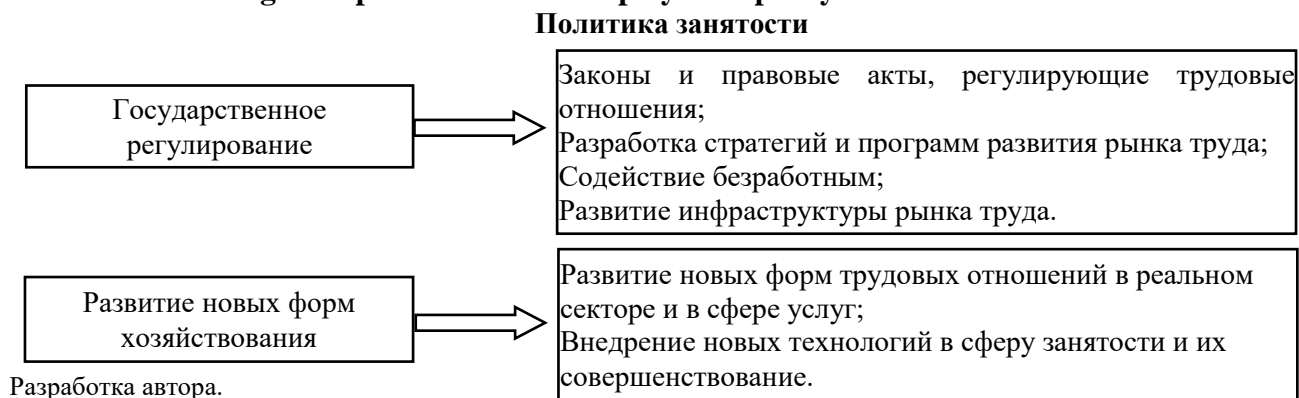 Политика занятости
Государственное
регулирование
Законы и правовые акты, регулирующие трудовые
отношения;
Разработка стратегий и программ развития рынка труда;
Содействие безработным;
Развитие инфраструктуры рынка труда.
Развитие новых форм
хозяйствования
Развитие новых форм трудовых отношений в реальном
секторе и в сфере услуг;
Внедрение новых технологий в сферу занятости и их
совершенствование.
Разработка автора.